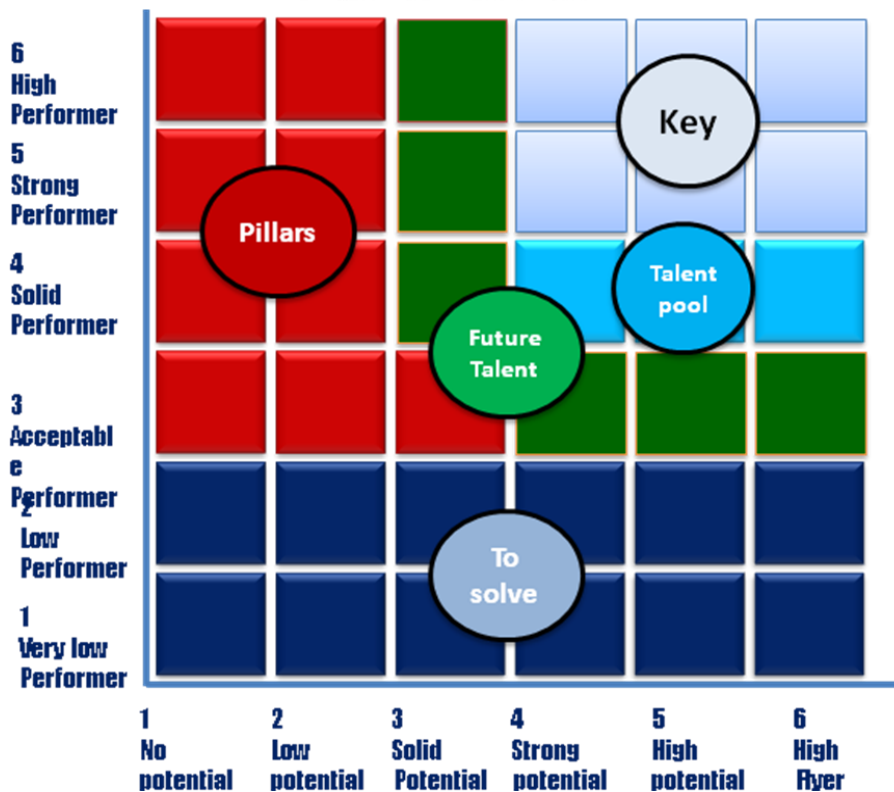 6
High
Performer
5
Strong
Performer
4
Solid
Performer
3
Acceptabl
e
Performer
2
Low
Performer
1
Very low
Performer
Key
Pillars
Talent
pool
Future
Talent
To
solve
1
No
potential
2
Low
potential
3
Solid
Potential
4
Strong
potential
5
High
potential
6
High
Flyer